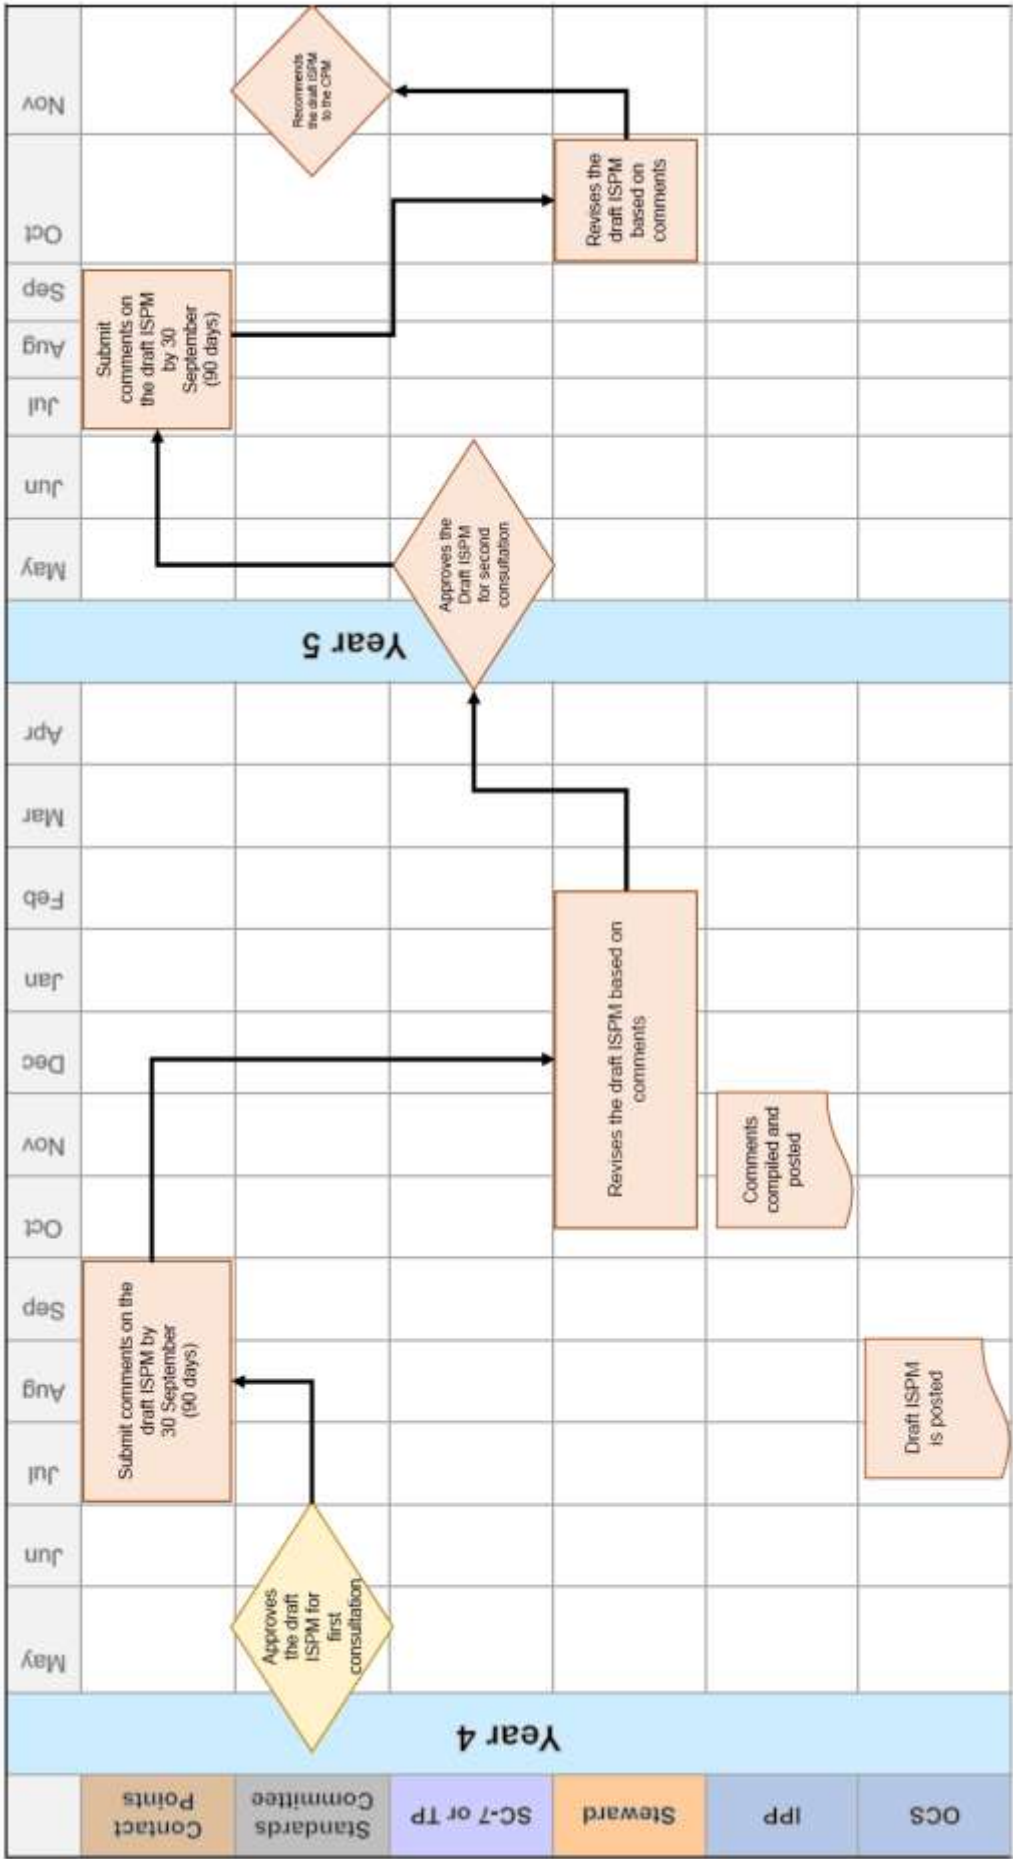 Contact
Points
Standards
Committee
SC-7 or TP
Steward
IPP
OCS
Year 4
May
Jun
Jul
Aug
Sep
Oct
Nov
Dec
Jan
Feb
Mar
Apr
Year 5
May
Jun
Jul
Aug
Sep
Oct
Nov
Approves
the draft
ISPM for
first
consultation
Submit comments on the
draft ISPM by
30 September
(90 days)
Draft ISPM
is posted
Comments
compiled and
posted
Revises the draft ISPM based on
comments
Approves the
Draft ISPM
for second
consultation
Submit
comments on
the draft ISPM
by 30
September
(90 days)
Revises the
draft ISPM
based on
comments
Recommends
the draft ISPM
to the CPM